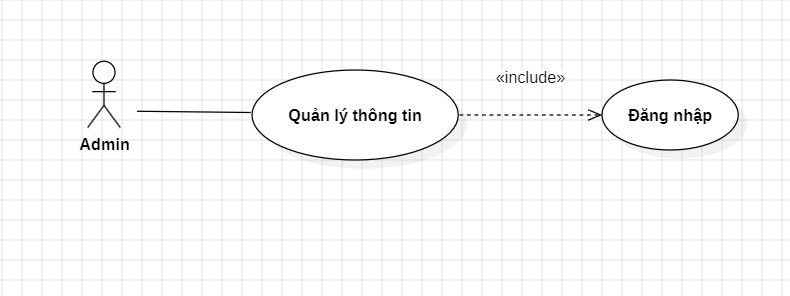 «include»
Quản lý thông tin
Đăng nhập
Admin